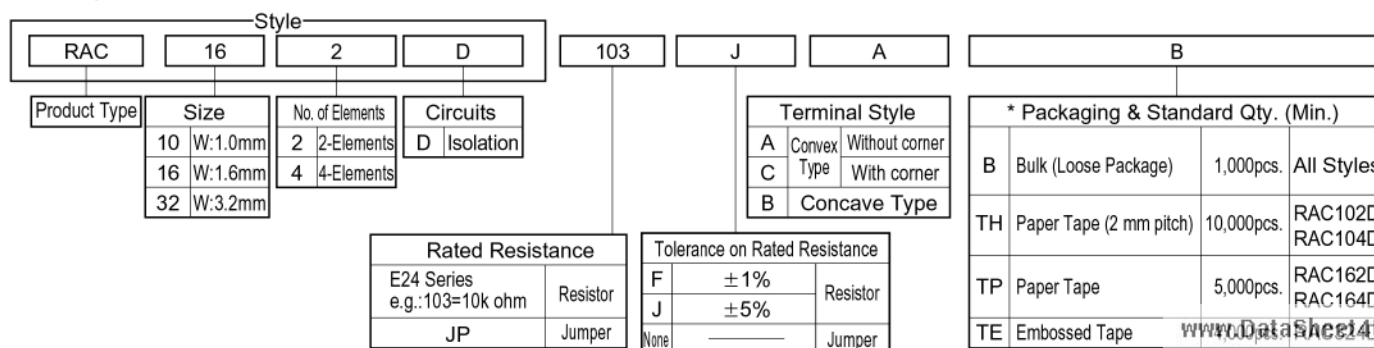 Style
RAC 16 2 D 103 J A B
Product Type
Size
10 W:1.0mm
16 W:1.6mm
32 W:3.2mm
No. of Elements
2 2-Elements
4 4-Elements
Circuits
D Isolation
Rated Resistance
E24 Series
e.g.:103=10k ohm
Resistor
JP Jumper
Tolerance on Rated Resistance
F ±1%
J ±5%
Resistor
None ——— Jumper
Terminal Style
A Convex Type Without corner
C With corner
B Concave Type
* Packaging & Standard Qty. (Min.)
B Bulk (Loose Package) 1,000pcs. All Styles
TH Paper Tape (2 mm pitch) 10,000pcs. RAC102D
RAC104D
TP Paper Tape 5,000pcs. RAC162D
RAC164D
TE Embossed Tape
www.DataSheet4